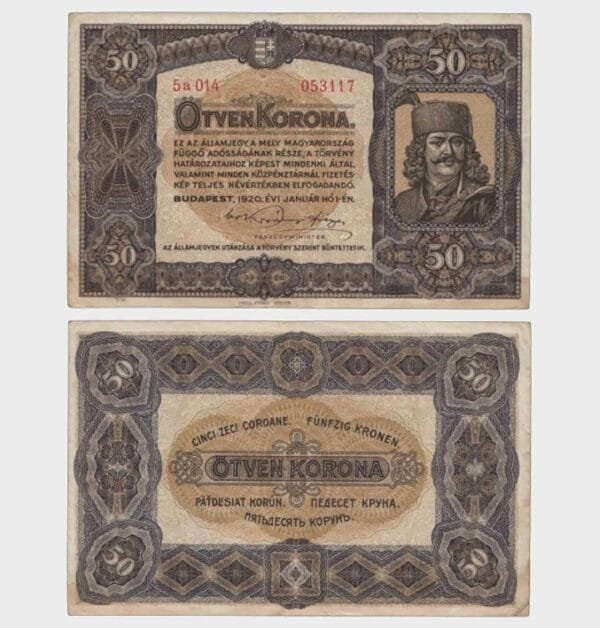 50
50
5a 014
053117
ÖTVEN KORONA.
EZ AZ ÁLLAMJEGY, A MELY MAGYARORSZÁG
FÜGGŐ ADÓSSÁGÁNAK RÉSZE, A TÖRVÉNY
HATÁROZATAIHOZ KÉPEST MINDENKI ÁLTAL,
VALAMINT MINDEN KÖZPÉNZTÁRNÁL FIZETÉS-
KÉP TELJES NÉVÉRTÉKBEN ELFOGADANDÓ.
BUDAPEST, 1920. ÉVI JANUÁR HÓ 1-ÉN.
PÉNZÜGYMINISTER.
AZ ÁLLAMJEGYEK UTÁNZÁSA A TÖRVÉNY SZERINT BÜNTETTETIK.
50
50
50
50
CINCI ZECI COROANE. FÜNFZIG KRONEN.
ÖTVEN KORONA
PÄTDESIAT KORÚN. ПЕДЕСЕТ КРУНА.
ПЯТЬДЕСЯТЬ КОРУНЪ.
50
50